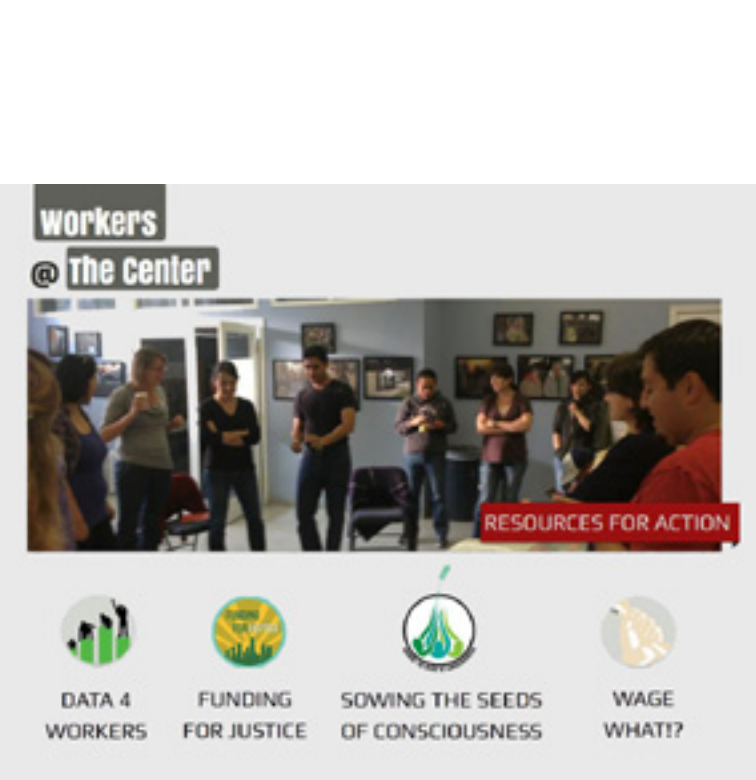 Workers
@ The Center
RESOURCES FOR ACTION
DATA 4
WORKERS
FUNDING
FOR JUSTICE
SOWING THE SEEDS
OF CONSCIOUSNESS
WAGE
WHAT!?